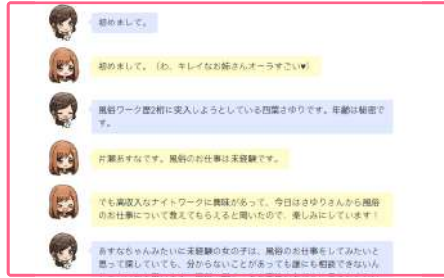 初めまして。
初めまして。(わ、キレイなお姉さんオーラすごい♥)
風俗ワーク歴2桁に突入しようとしている四葉さゆりです。年齢は秘密で
す。
片瀬あすなです。風俗のお仕事は未経験です。
でも高収入なナイトワークに興味があって、今日はさゆりさんから風俗
のお仕事について教えてもらえると聞いたので、楽しみにしています!
あすなちゃんみたいに未経験の女の子は、風俗のお仕事をしてみたいと
思って探していても、分からないことがあっても誰にも相談できないん